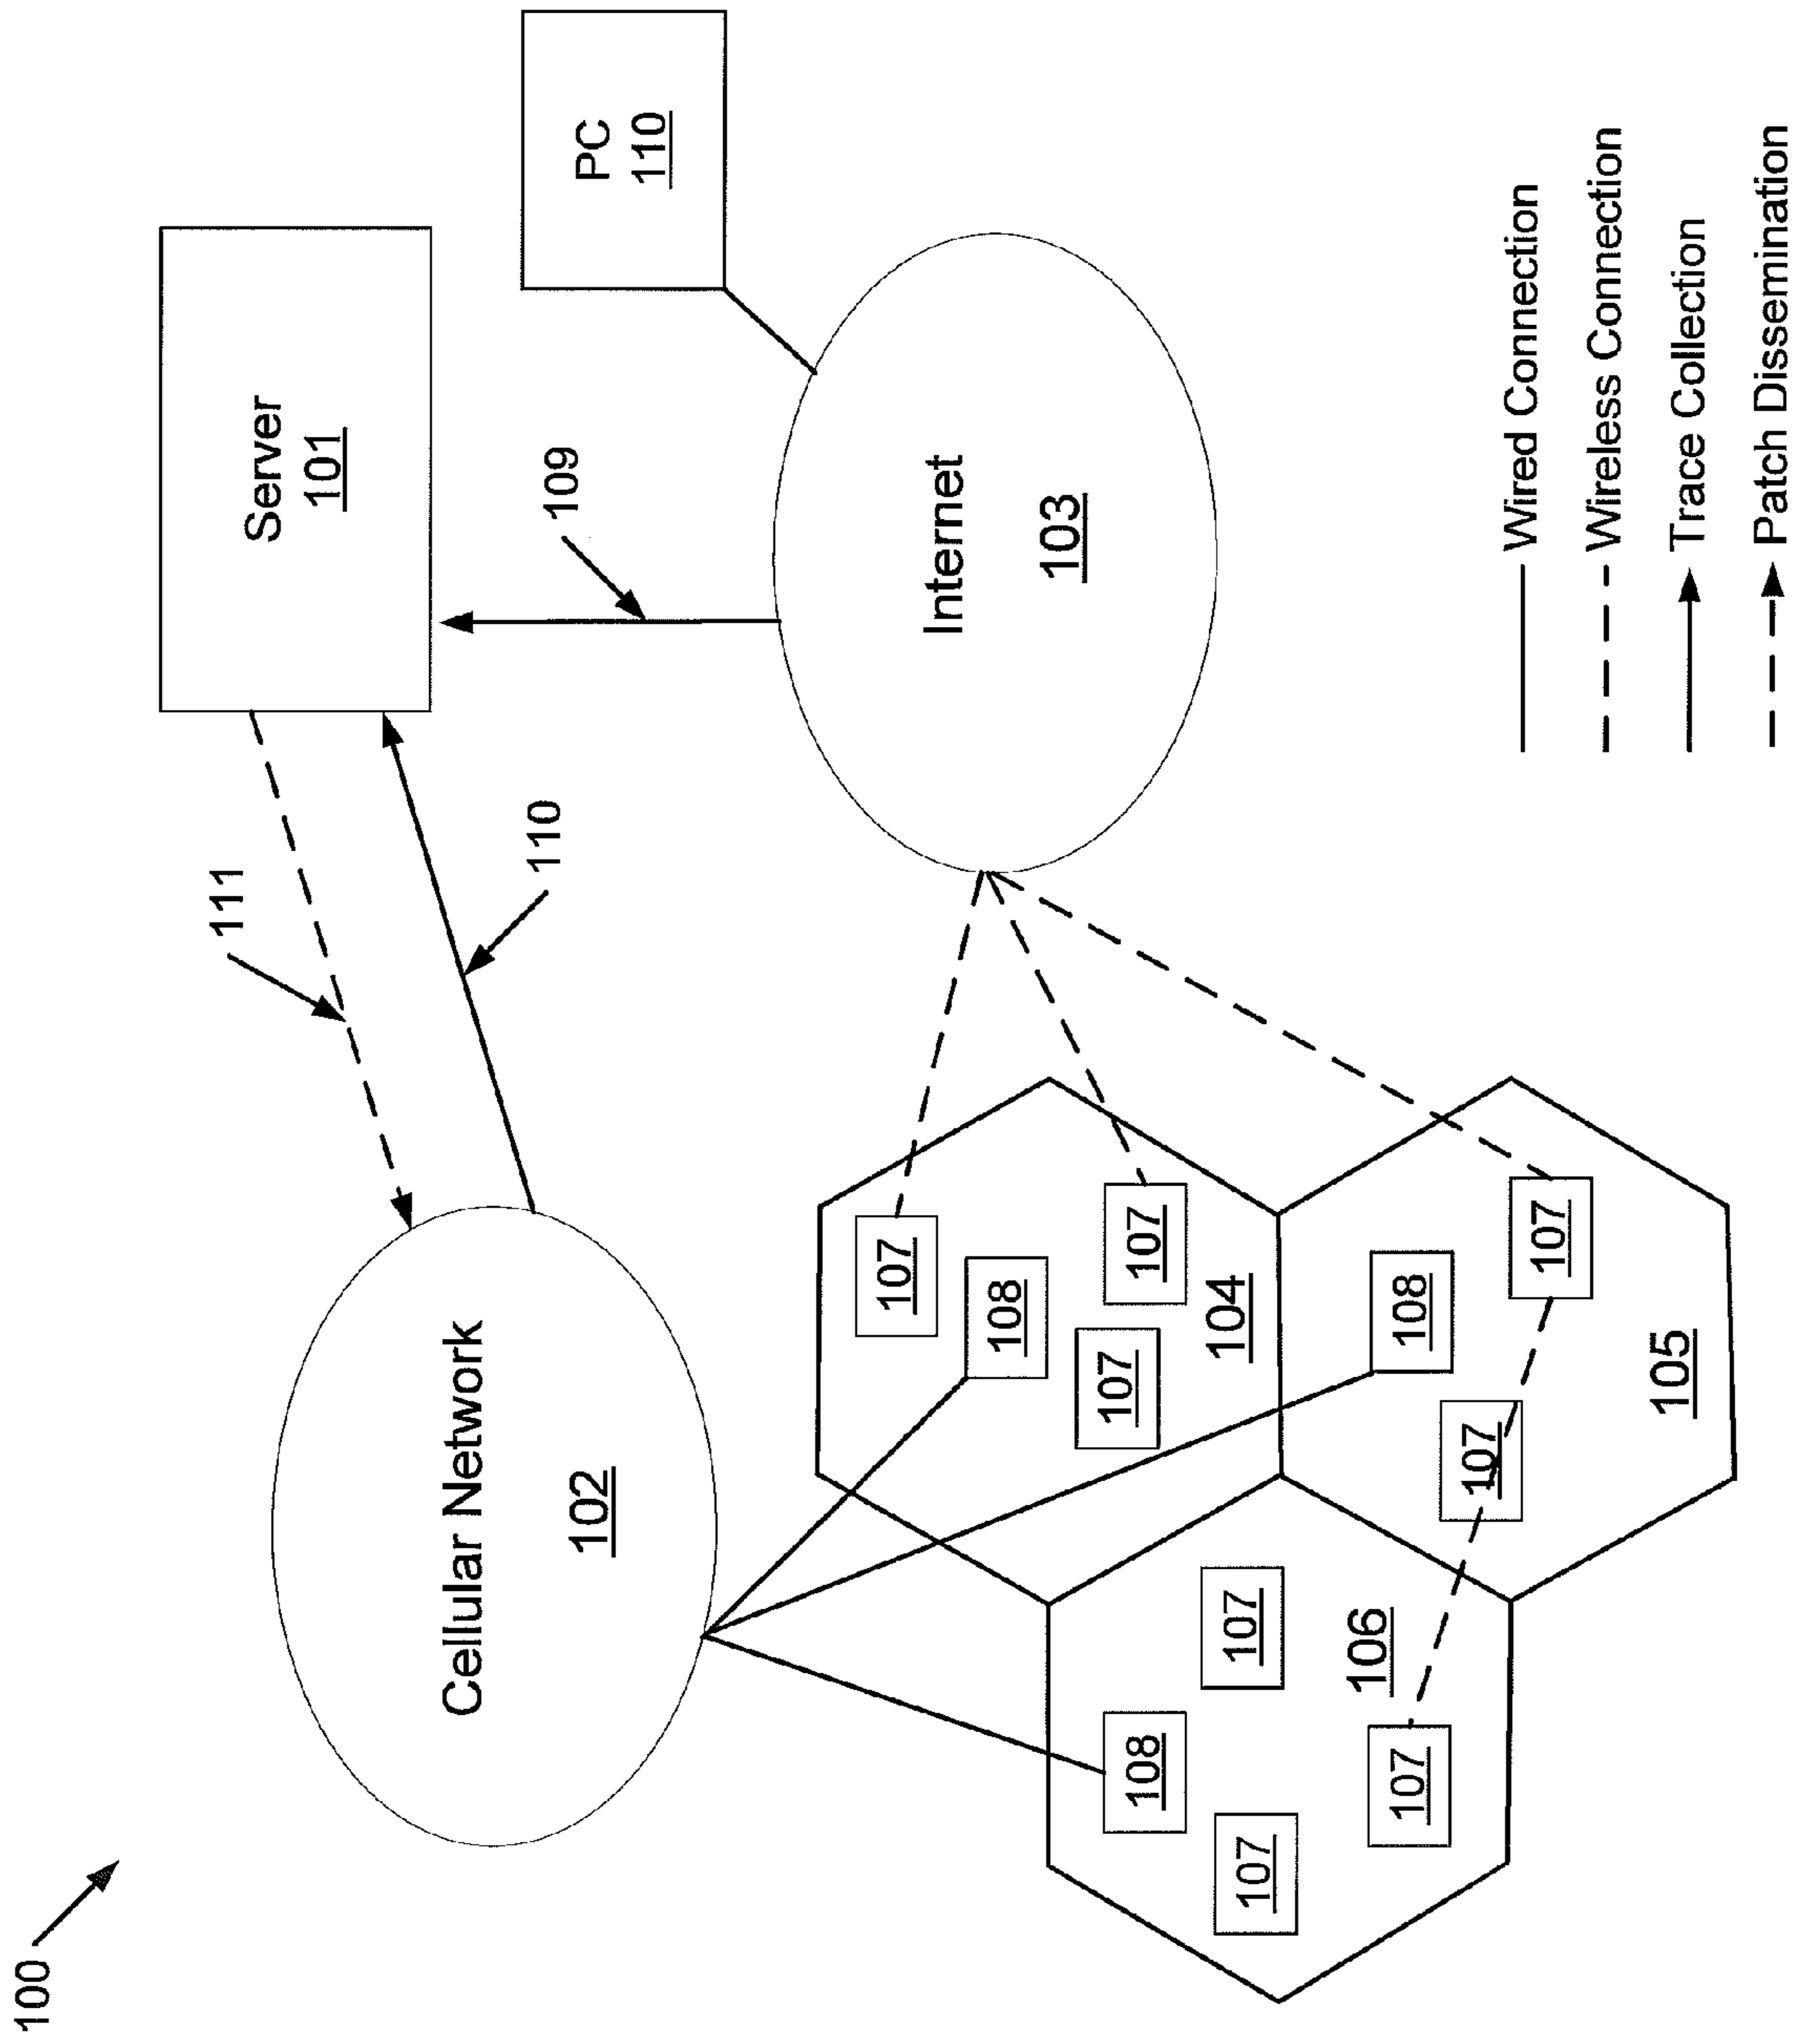 100
111
Server
101
Cellular Network
102
110
109
PC
110
107
108
107
107
104
Internet
103
108
107
107
107
106
108
107
107
105
Wired Connection
Wireless Connection
Trace Collection
Patch Dissemination